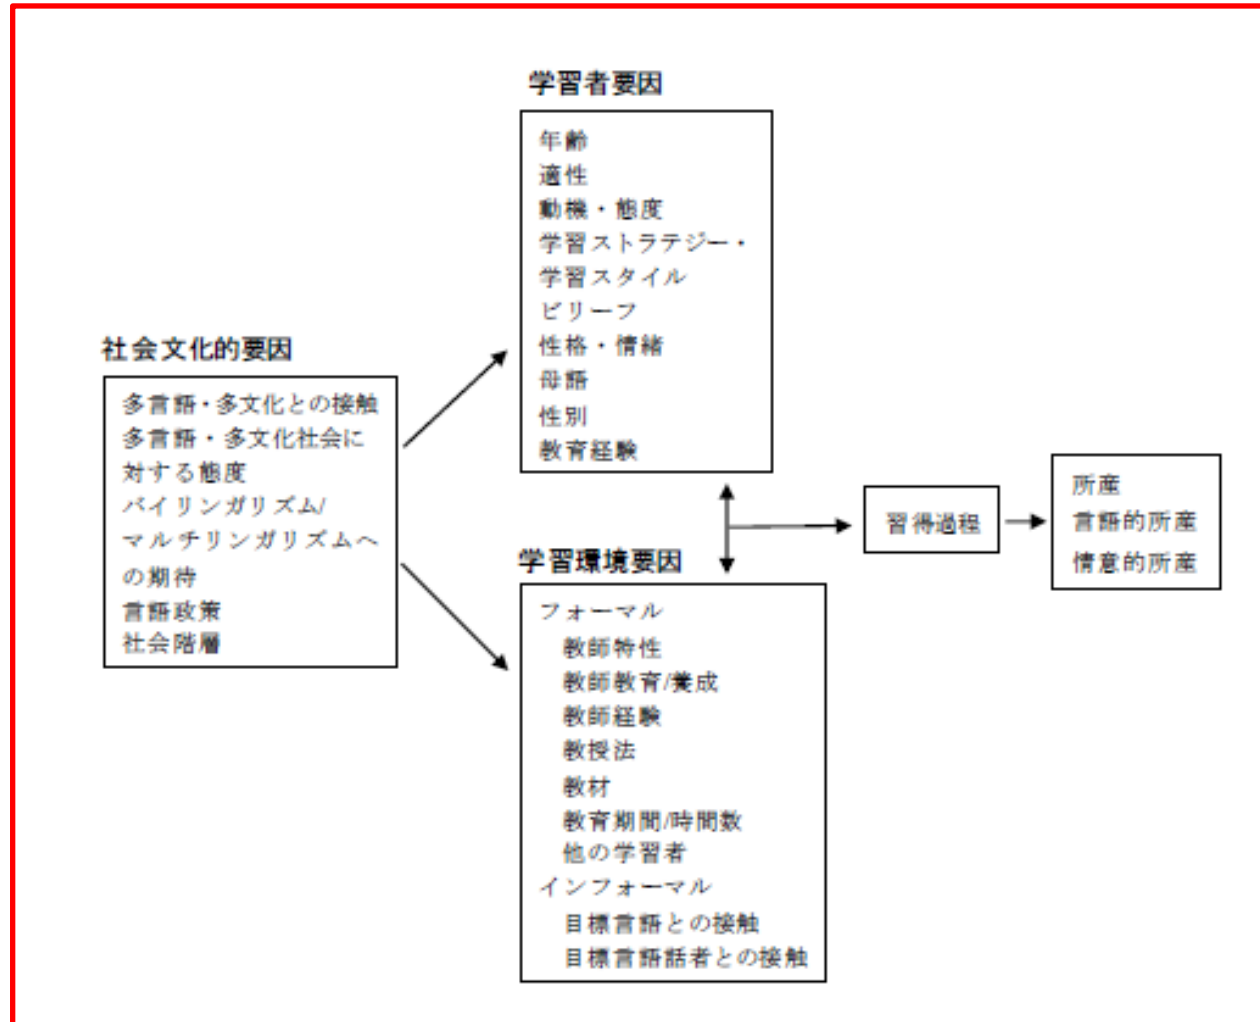 学習者要因
年齢
適性
動機・態度
学習ストラテジー・
学習スタイル
ビリーフ
性格・情緒
母語
性別
教育経験
社会文化的要因
多言語・多文化との接触
多言語・多文化社会に
対する態度
バイリンガリズム/
マルチリンガリズムへ
の期待
言語政策
社会階層
学習環境要因
フォーマル
教師特性
教師教育/養成
教師経験
教授法
教材
教育期間/時間数
他の学習者
インフォーマル
目標言語との接触
目標言語話者との接触
習得過程
所産
言語的所産
情意的所産